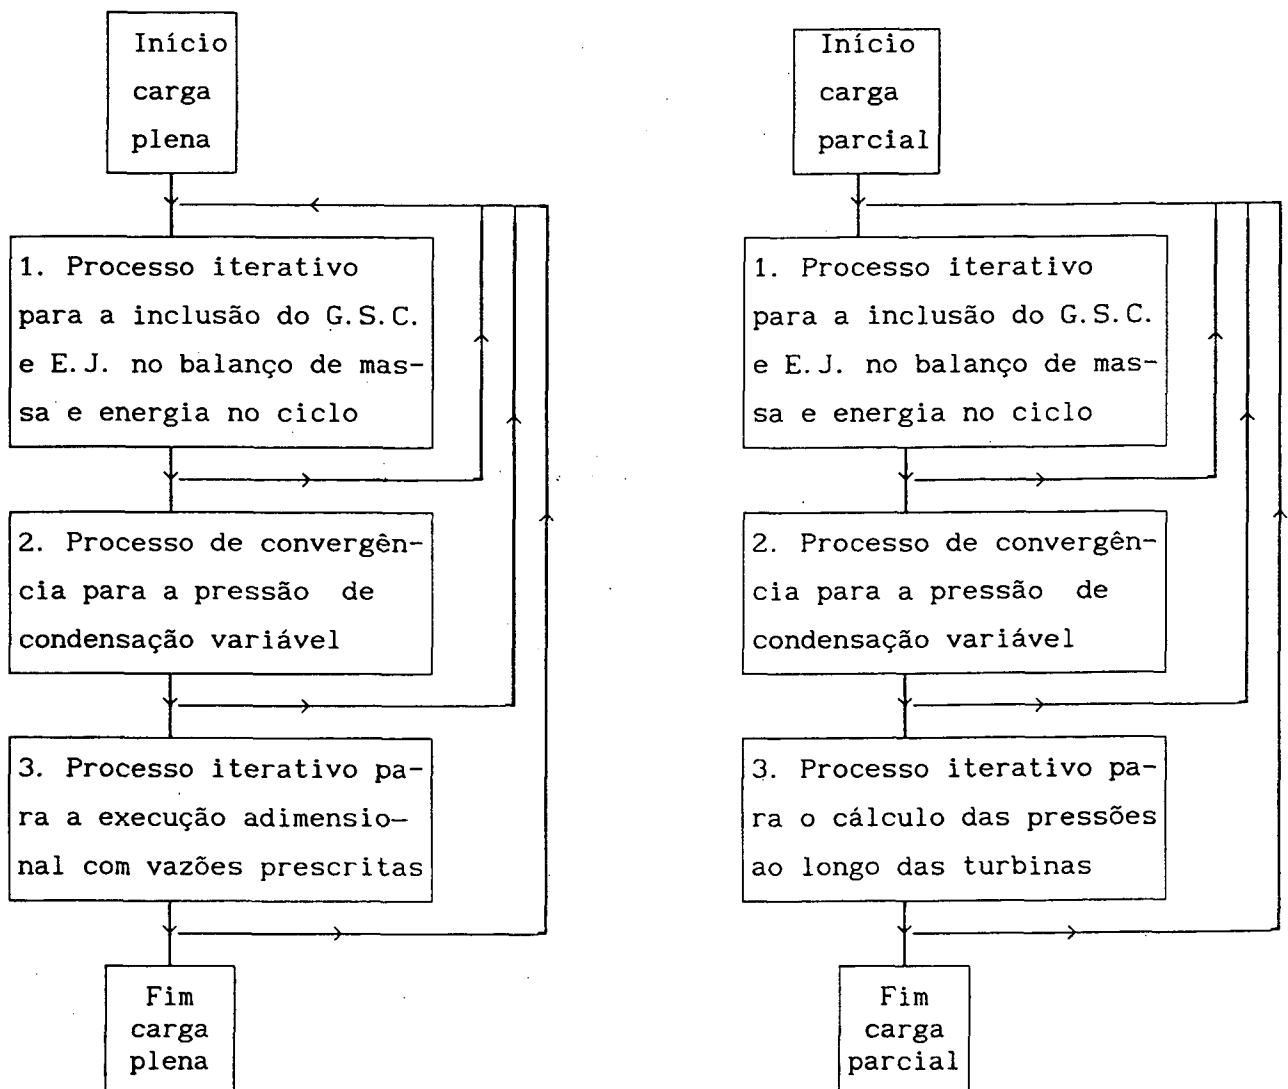 Início
carga
plena
1. Processo iterativo
para a inclusão do G.S.C.
e E.J. no balanço de mas-
sa e energia no ciclo
2. Processo de convergên-
cia para a pressão de
condensação variável
3. Processo iterativo pa-
ra a execução adimensio-
nal com vazões prescritas
Fim
carga
plena
Início
carga
parcial
1. Processo iterativo
para a inclusão do G.S.C.
e E.J. no balanço de mas-
sa e energia no ciclo
2. Processo de convergên-
cia para a pressão de
condensação variável
3. Processo iterativo pa-
ra o cálculo das pressões
ao longo das turbinas
Fim
carga
parcial